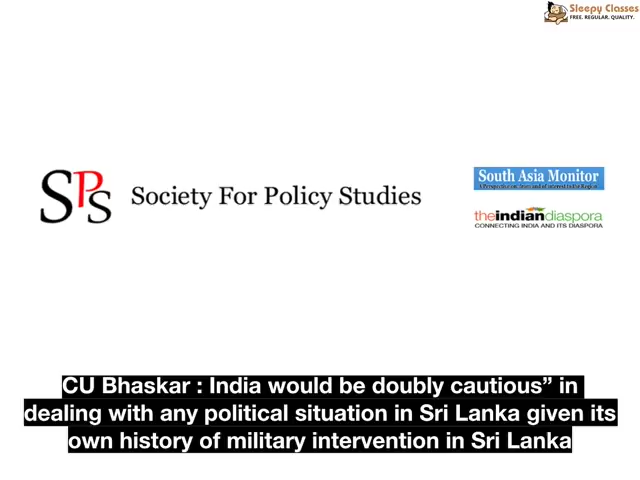 Sleepy Classes
FREE. REGULAR. QUALITY.
SPS Society For Policy Studies
South Asia Monitor
theindiandiaspora
CONNECTING INDIA AND ITS DIASPORA
CU Bhaskar : India would be doubly cautious” in
dealing with any political situation in Sri Lanka given its
own history of military intervention in Sri Lanka